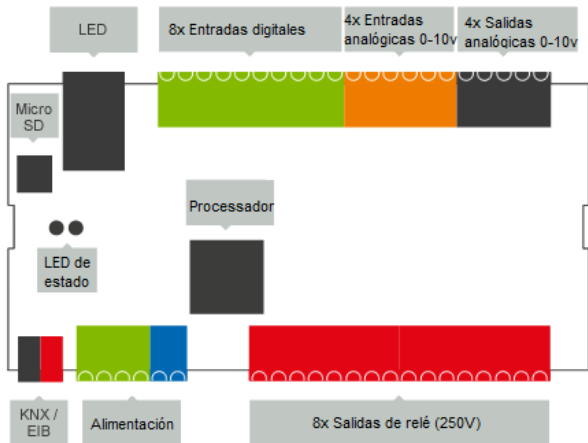 LED
8x Entradas digitales
4x Entradas
analógicas 0-10v
4x Salidas
analógicas 0-10v
Micro
SD
Processador
LED de
estado
KNX /
EIB
Alimentación
8x Salidas de relé (250V)